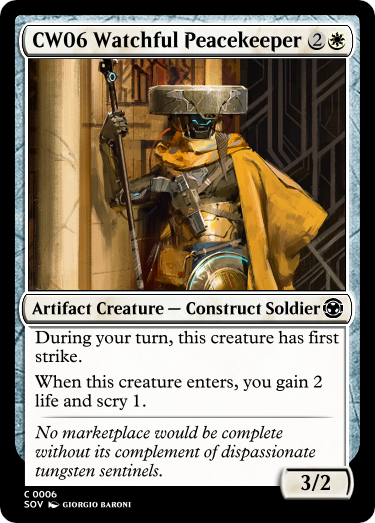 CW06 Watchful Peacekeeper 2
Artifact Creature — Construct Soldier
During your turn, this creature has first
strike.
When this creature enters, you gain 2
life and scry 1.
No marketplace would be complete
without its complement of dispassionate
tungsten sentinels.
3/2
C 0006
SOV GIORGIO BARONI